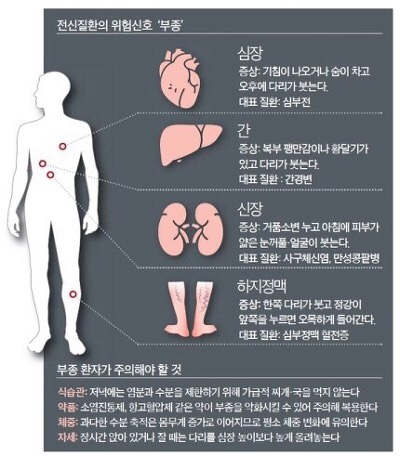 전신질환의 위험신호 ‘부종’
심장
증상: 기침이 나오거나 숨이 차고
오후에 다리가 붓는다.
대표 질환: 심부전
간
증상: 복부 팽만감이나 황달기가
있고 다리가 붓는다.
대표 질환 : 간경변
신장
증상: 거품소변 누고 아침에 피부가
얇은 눈꺼풀·얼굴이 붓는다.
대표 질환: 사구체신염, 만성콩팥병
하지정맥
증상: 한쪽 다리가 붓고 정강이
앞쪽을 누르면 오목하게 들어간다.
대표 질환: 심부정맥 혈전증
부종 환자가 주의해야 할 것
식습관: 저녁에는 염분과 수분을 제한하기 위해 가급적 찌개·국을 먹지 않는다
약품: 소염진통제, 항고혈압제 같은 약이 부종을 악화시킬 수 있어 주의해 복용한다
체중: 과다한 수분 축적은 몸무게 증가로 이어지므로 평소 체중 변화에 유의한다
자세: 장시간 앉아 있거나 잘 때는 다리를 심장 높이보다 높게 올려놓는다